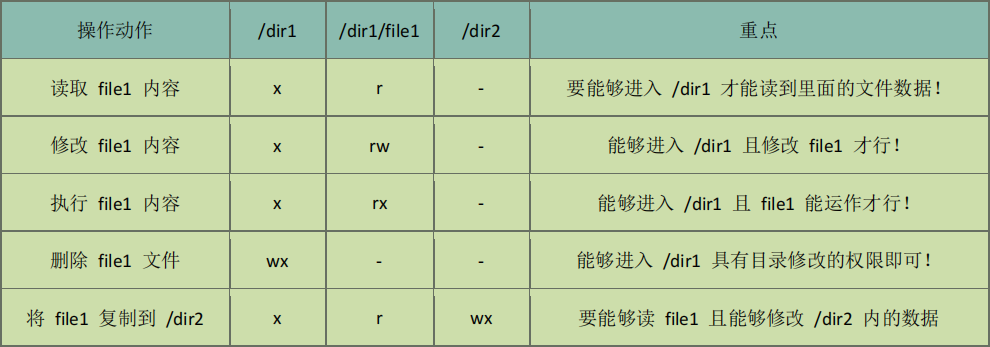 操作动作 /dir1 /dir1/file1 /dir2 重点
读取 file1 内容 x r - 要能够进入 /dir1 才能读到里面的文件数据！
修改 file1 内容 x rw - 能够进入 /dir1 且修改 file1 才行！
执行 file1 内容 x rx - 能够进入 /dir1 且 file1 能运作才行！
删除 file1 文件 wx - - 能够进入 /dir1 具有目录修改的权限即可！
将 file1 复制到 /dir2 x r wx 要能够读 file1 且能够修改 /dir2 内的数据